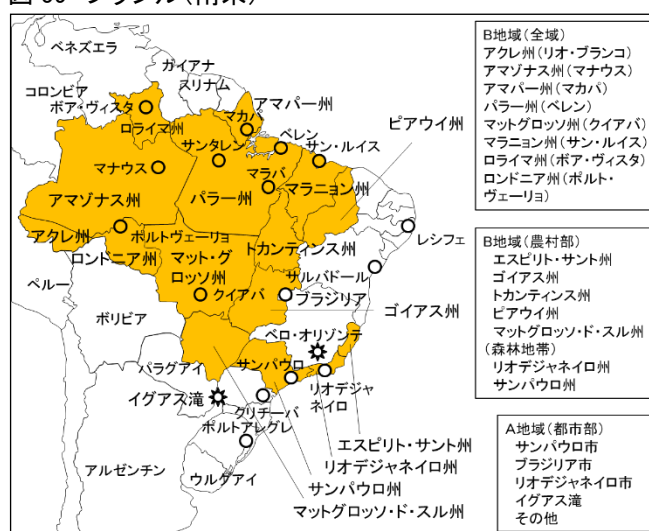 ベネズエラ
ガイアナ
スリナム
コロンビア
ボア・ヴィスタ
アマパー州
マカパ
ロライマ州
ベレン
サンタレン
サン・ルイス
ピアウイ州
マナウス
マラバ
マラニョン州
アマゾナス州
パラー州
アクレ州
ポルトヴェーリョ
レシフェ
トカンティンス州
ロンドニア州
マット・グ
ロッソ州
サルバドール
ペルー
クイアバ
ブラジリア
ゴイアス州
ボリビア
ベロ・オリゾンテ
パラグアイ
サンパウロ
リオデジャ
ネイロ
イグアス滝
クリチーバ
ポルトアレグレ
エスピリト・サント州
アルゼンチン
リオデジャネイロ州
ウルグアイ
サンパウロ州
マットグロッソ・ド・スル州
B地域(全域)
アクレ州(リオ・ブランコ)
アマゾナス州(マナウス)
アマパー州(マカパ)
パラー州(ベレン)
マットグロッソ州(クイアバ)
マラニョン州(サン・ルイス)
ロライマ州(ボア・ヴィスタ)
ロンドニア州(ポルト・
ヴェーリョ)
B地域(農村部)
エスピリト・サント州
ゴイアス州
トカンティンス州
ピアウイ州
マットグロッソ・ド・スル州
(森林地帯)
リオデジャネイロ州
サンパウロ州
A地域(都市部)
サンパウロ市
ブラジリア市
リオデジャネイロ市
イグアス滝
その他